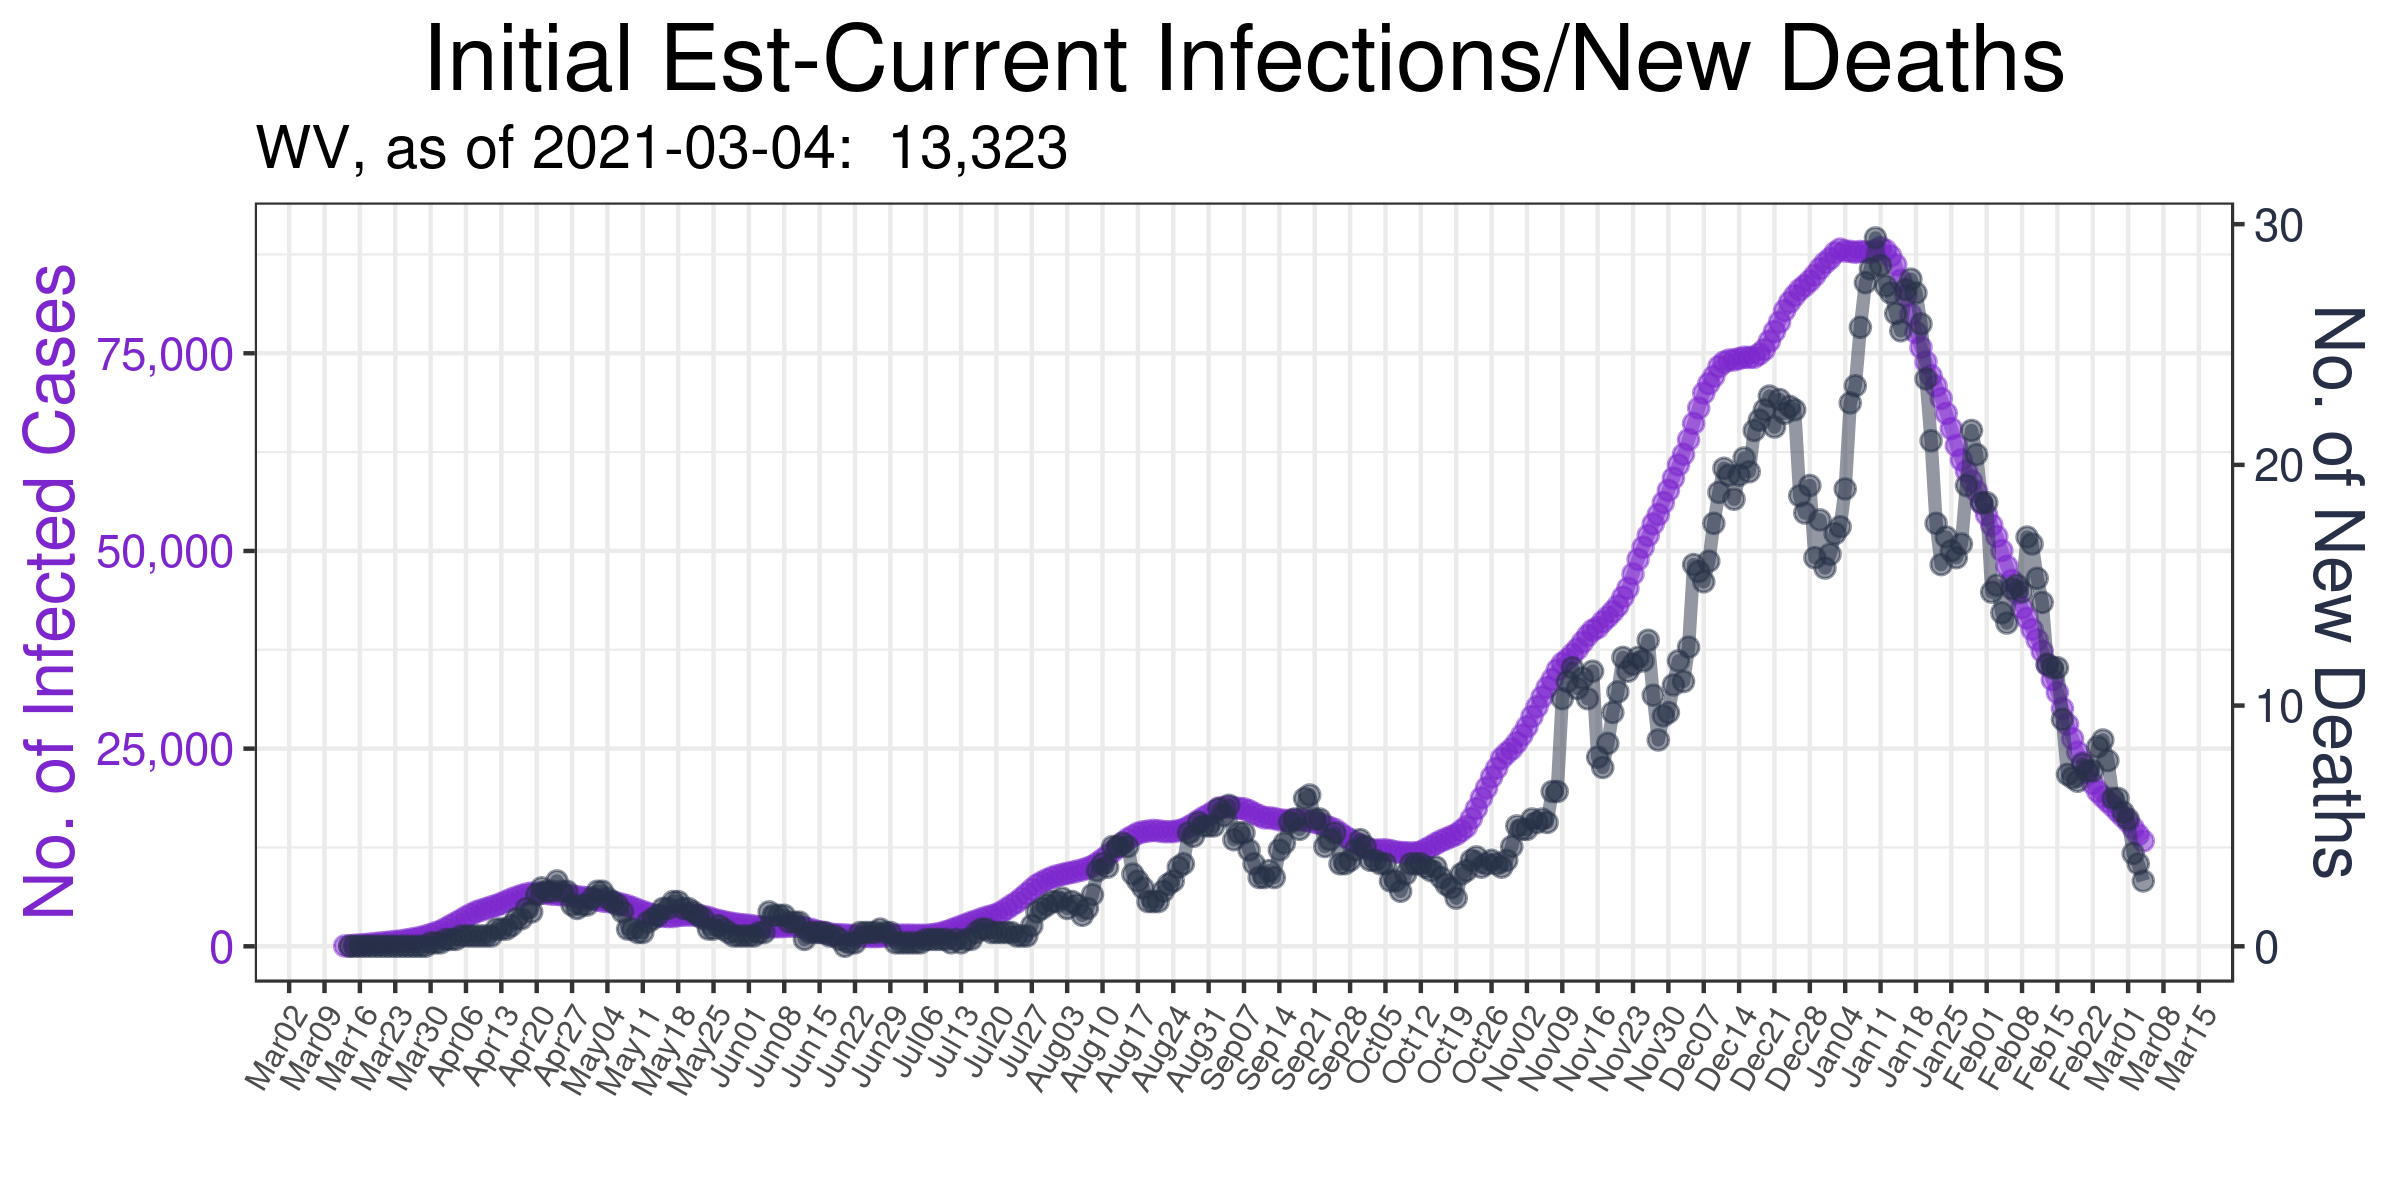 Initial Est-Current Infections/New Deaths
WV, as of 2021-03-04:  13,323
No. of Infected Cases
75,000
50,000
25,000
0
30
20
10
0
No. of New Deaths
Mar02
Mar09
Mar16
Mar23
Mar30
Apr06
Apr13
Apr20
Apr27
May04
May11
May18
May25
Jun01
Jun08
Jun15
Jun22
Jun29
Jul06
Jul13
Jul20
Jul27
Aug03
Aug10
Aug17
Aug24
Aug31
Sep07
Sep14
Sep21
Sep28
Oct05
Oct12
Oct19
Oct26
Nov02
Nov09
Nov16
Nov23
Nov30
Dec07
Dec14
Dec21
Dec28
Jan04
Jan11
Jan18
Jan25
Feb01
Feb08
Feb15
Feb22
Mar01
Mar08
Mar15